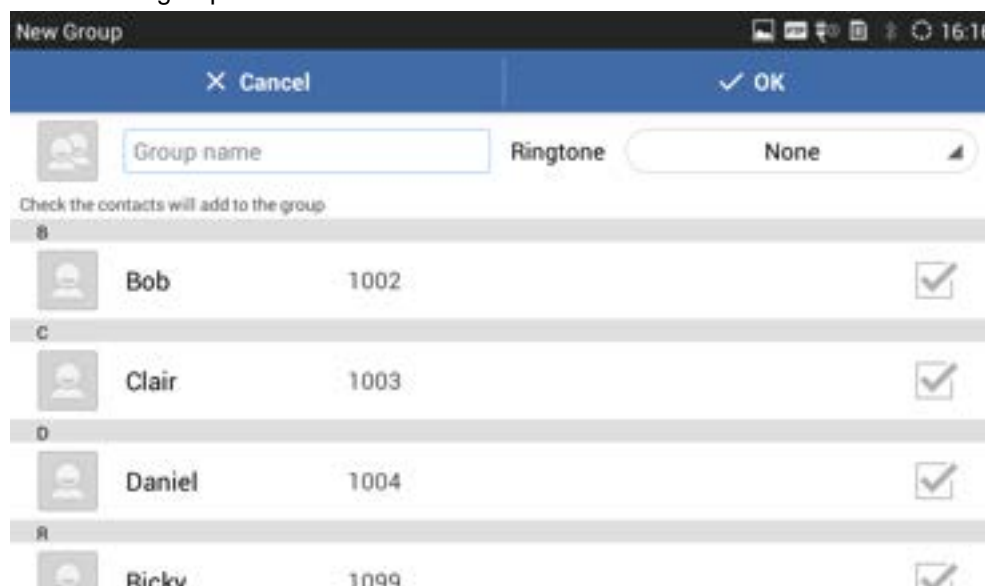 New Group 16:16
Cancel OK
Group name Ringtone None
Check the contacts will add to the group
B
Bob 1002
C
Clair 1003
D
Daniel 1004
R
Ricky 1099